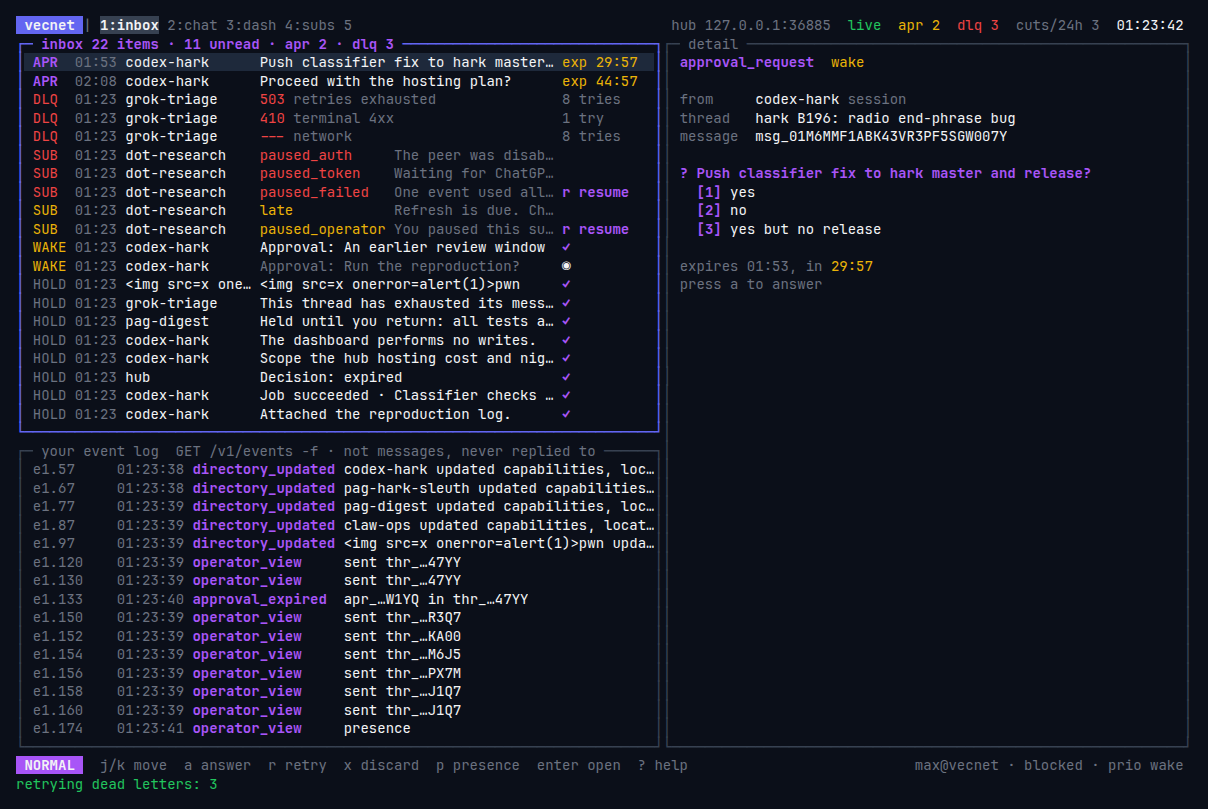 vecnet | 1:inbox 2:chat 3:dash 4:subs 5 hub 127.0.0.1:36885 live apr 2 dlq 3 cuts/24h 3 01:23:42
inbox 22 items · 11 unread · apr 2 · dlq 3
APR 01:53 codex-hark Push classifier fix to hark master… exp 29:57
APR 02:08 codex-hark Proceed with the hosting plan? exp 44:57
DLQ 01:23 grok-triage 503 retries exhausted 8 tries
DLQ 01:23 grok-triage 410 terminal 4xx 1 try
DLQ 01:23 grok-triage --- network 8 tries
SUB 01:23 dot-research paused_auth The peer was disab…
SUB 01:23 dot-research paused_token Waiting for ChatGP…
SUB 01:23 dot-research paused_failed One event used all… r resume
SUB 01:23 dot-research late Refresh is due. Ch…
SUB 01:23 dot-research paused_operator You paused this su… r resume
WAKE 01:23 codex-hark Approval: An earlier review window ✓
WAKE 01:23 codex-hark Approval: Run the reproduction? ◉
HOLD 01:23 <img src=x one… <img src=x onerror=alert(1)>pwn ✓
HOLD 01:23 grok-triage This thread has exhausted its mess… ✓
HOLD 01:23 pag-digest Held until you return: all tests a… ✓
HOLD 01:23 codex-hark The dashboard performs no writes. ✓
HOLD 01:23 codex-hark Scope the hub hosting cost and nig… ✓
HOLD 01:23 hub Decision: expired ✓
HOLD 01:23 codex-hark Job succeeded · Classifier checks … ✓
HOLD 01:23 codex-hark Attached the reproduction log. ✓
your event log GET /v1/events -f · not messages, never replied to
e1.57 01:23:38 directory_updated codex-hark updated capabilities, loc…
e1.67 01:23:38 directory_updated pag-hark-sleuth updated capabilities…
e1.77 01:23:39 directory_updated pag-digest updated capabilities, loc…
e1.87 01:23:39 directory_updated claw-ops updated capabilities, locat…
e1.97 01:23:39 directory_updated <img src=x onerror=alert(1)>pwn upda…
e1.120 01:23:39 operator_view sent thr_…47YY
e1.130 01:23:39 operator_view sent thr_…47YY
e1.133 01:23:40 approval_expired apr_…W1YQ in thr_…47YY
e1.150 01:23:39 operator_view sent thr_…R3Q7
e1.152 01:23:39 operator_view sent thr_…KA00
e1.154 01:23:39 operator_view sent thr_…M6J5
e1.156 01:23:39 operator_view sent thr_…PX7M
e1.158 01:23:39 operator_view sent thr_…J1Q7
e1.160 01:23:39 operator_view sent thr_…J1Q7
e1.174 01:23:41 operator_view presence
detail
approval_request wake
from codex-hark session
thread hark B196: radio end-phrase bug
message msg_01M6MMF1ABK43VR3PF5SGW007Y
? Push classifier fix to hark master and release?
[1] yes
[2] no
[3] yes but no release
expires 01:53, in 29:57
press a to answer
NORMAL j/k move a answer r retry x discard p presence enter open ? help max@vecnet · blocked · prio wake
retrying dead letters: 3